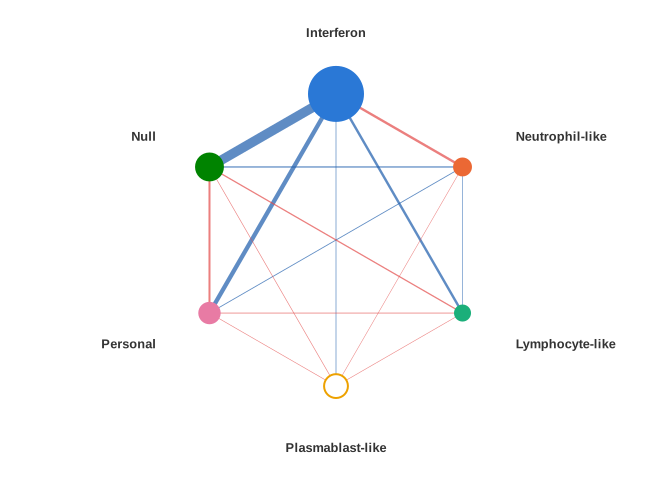 Interferon
Null
Neutrophil-like
Personal
Lymphocyte-like
Plasmablast-like